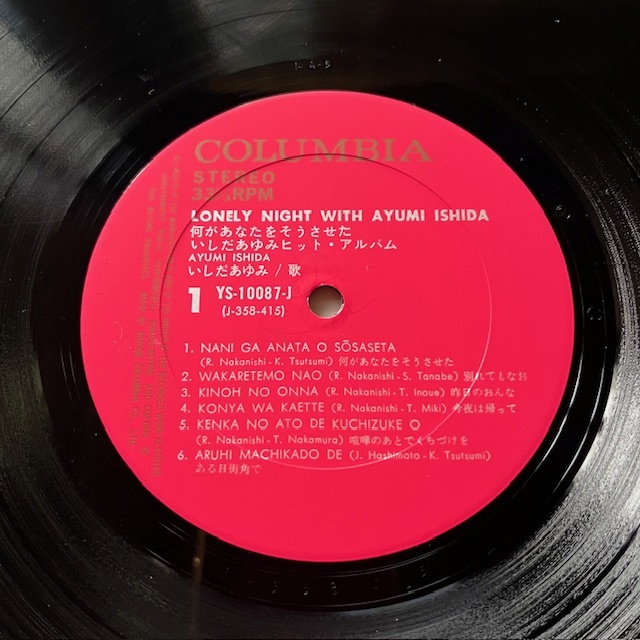 COLUMBIA
STEREO
33⅓RPM
LONELY NIGHT WITH AYUMI ISHIDA
何があなたをそうさせた
いしだあゆみヒット・アルバム
AYUMI ISHIDA
いしだあゆみ / 歌
1 YS-10087-J
(J-358-415)
1. NANI GA ANATA O SŌSASETA
(R. Nakanishi - K. Tsutsumi) 何があなたをそうさせた
2. WAKARETEMO NAO (R. Nakanishi - S. Tanabe) 別れてもなお
3. KINOH NO ONNA (R. Nakanishi - T. Inoue) 昨日のおんな
4. KONYA WA KAETTE (R. Nakanishi - T. Miki) 今夜は帰って
5. KENKA NO ATO DE KUCHIZUKE O
(R. Nakanishi - T. Nakamura) 喧嘩のあとでくちづけを
6. ARUHI MACHIKADO DE (J. Hashimoto - K. Tsutsumi)
ある日街角で